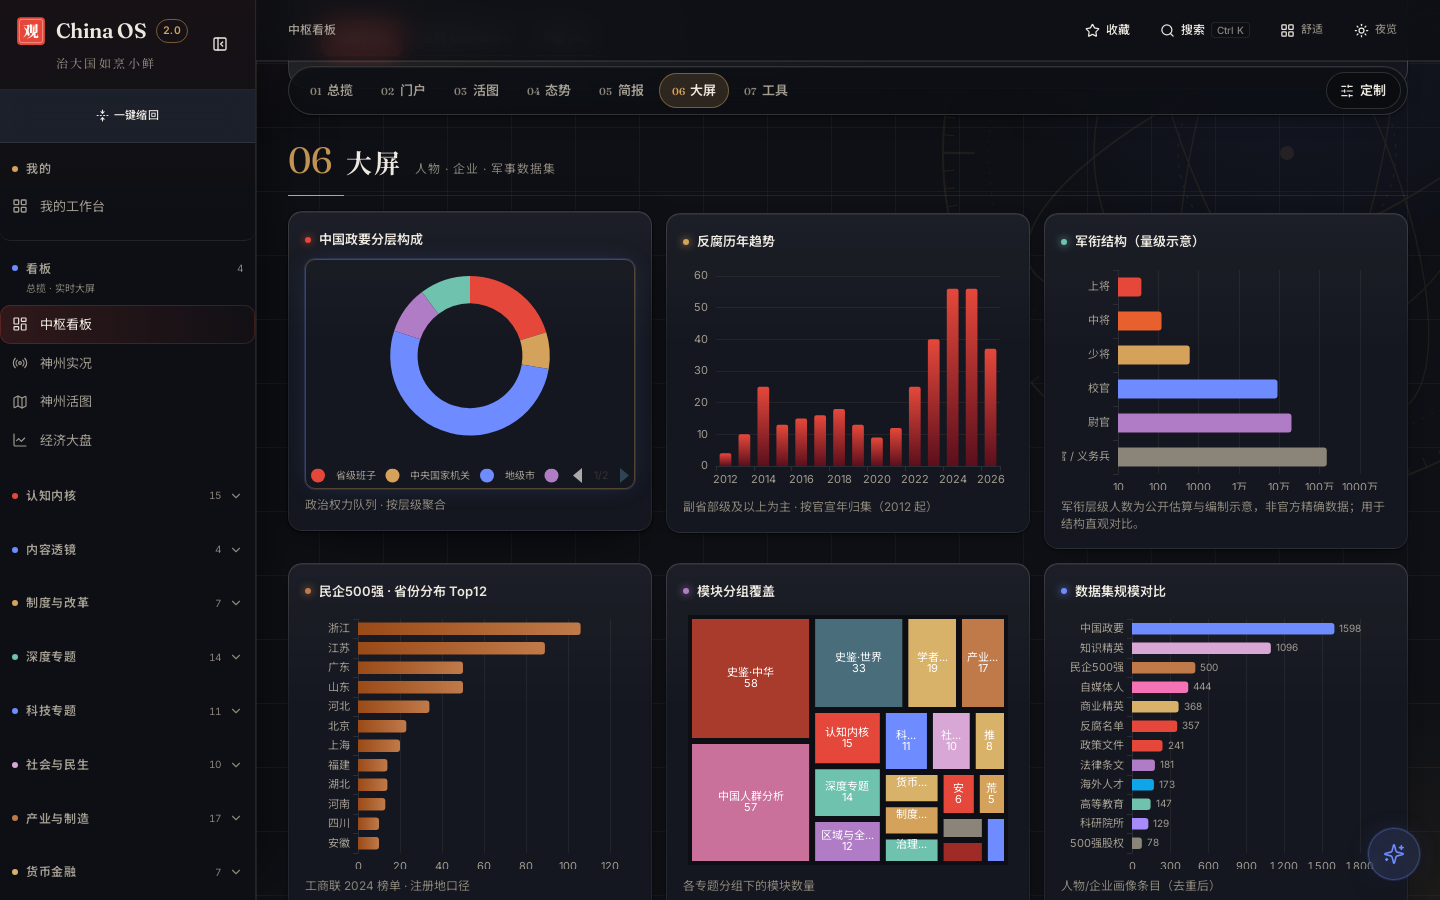 观 China OS 2.0
治大国如烹小鲜
一键缩回
我的
我的工作台
看板 4
总揽 · 实时大屏
中枢看板
神州实况
神州活图
经济大盘
认知内核 15
内容透镜 4
制度与改革 7
深度专题 14
科技专题 11
社会与民生 10
产业与制造 17
货币金融 7
中枢看板
收藏
搜索 Ctrl K
舒适
夜览
01 总揽
02 门户
03 活图
04 态势
05 简报
06 大屏
07 工具
定制
06 大屏 人物 · 企业 · 军事数据集
中国政要分层构成
省级班子 中央国家机关 地级市 1/2
政治权力队列 · 按层级聚合
反腐历年趋势
60
50
40
30
20
10
0
2012 2014 2016 2018 2020 2022 2024 2026
副省部级及以上为主 · 按官宣年归集（2012 起）
军衔结构（量级示意）
上将
中将
少将
校官
尉官
/ 义务兵
10 100 1000 1万 10万 100万 1000万
军衔层级人数为公开估算与编制示意，非官方精确数据；用于
结构直观对比。
民企500强 · 省份分布 Top12
浙江
江苏
广东
山东
河北
北京
上海
福建
湖北
河南
四川
安徽
0 20 40 60 80 100 120
工商联 2024 榜单 · 注册地口径
模块分组覆盖
史鉴·中华
58
史鉴·世界
33
学者...
19
产业...
17
认知内核
15
科...
11
社...
10
推
8
中国人群分析
57
深度专题
14
货币...
安
6
荒
5
制度...
区域与全...
12
治理...
各专题分组下的模块数量
数据集规模对比
中国政要 1598
知识精英 1096
民企500强 500
自媒体人 444
商业精英 368
反腐名单 357
政策文件 241
法律条文 181
海外人才 173
高等教育 147
科研院所 129
500强股权 78
0 300 600 900 1200 1500 1800
人物/企业画像条目（去重后）